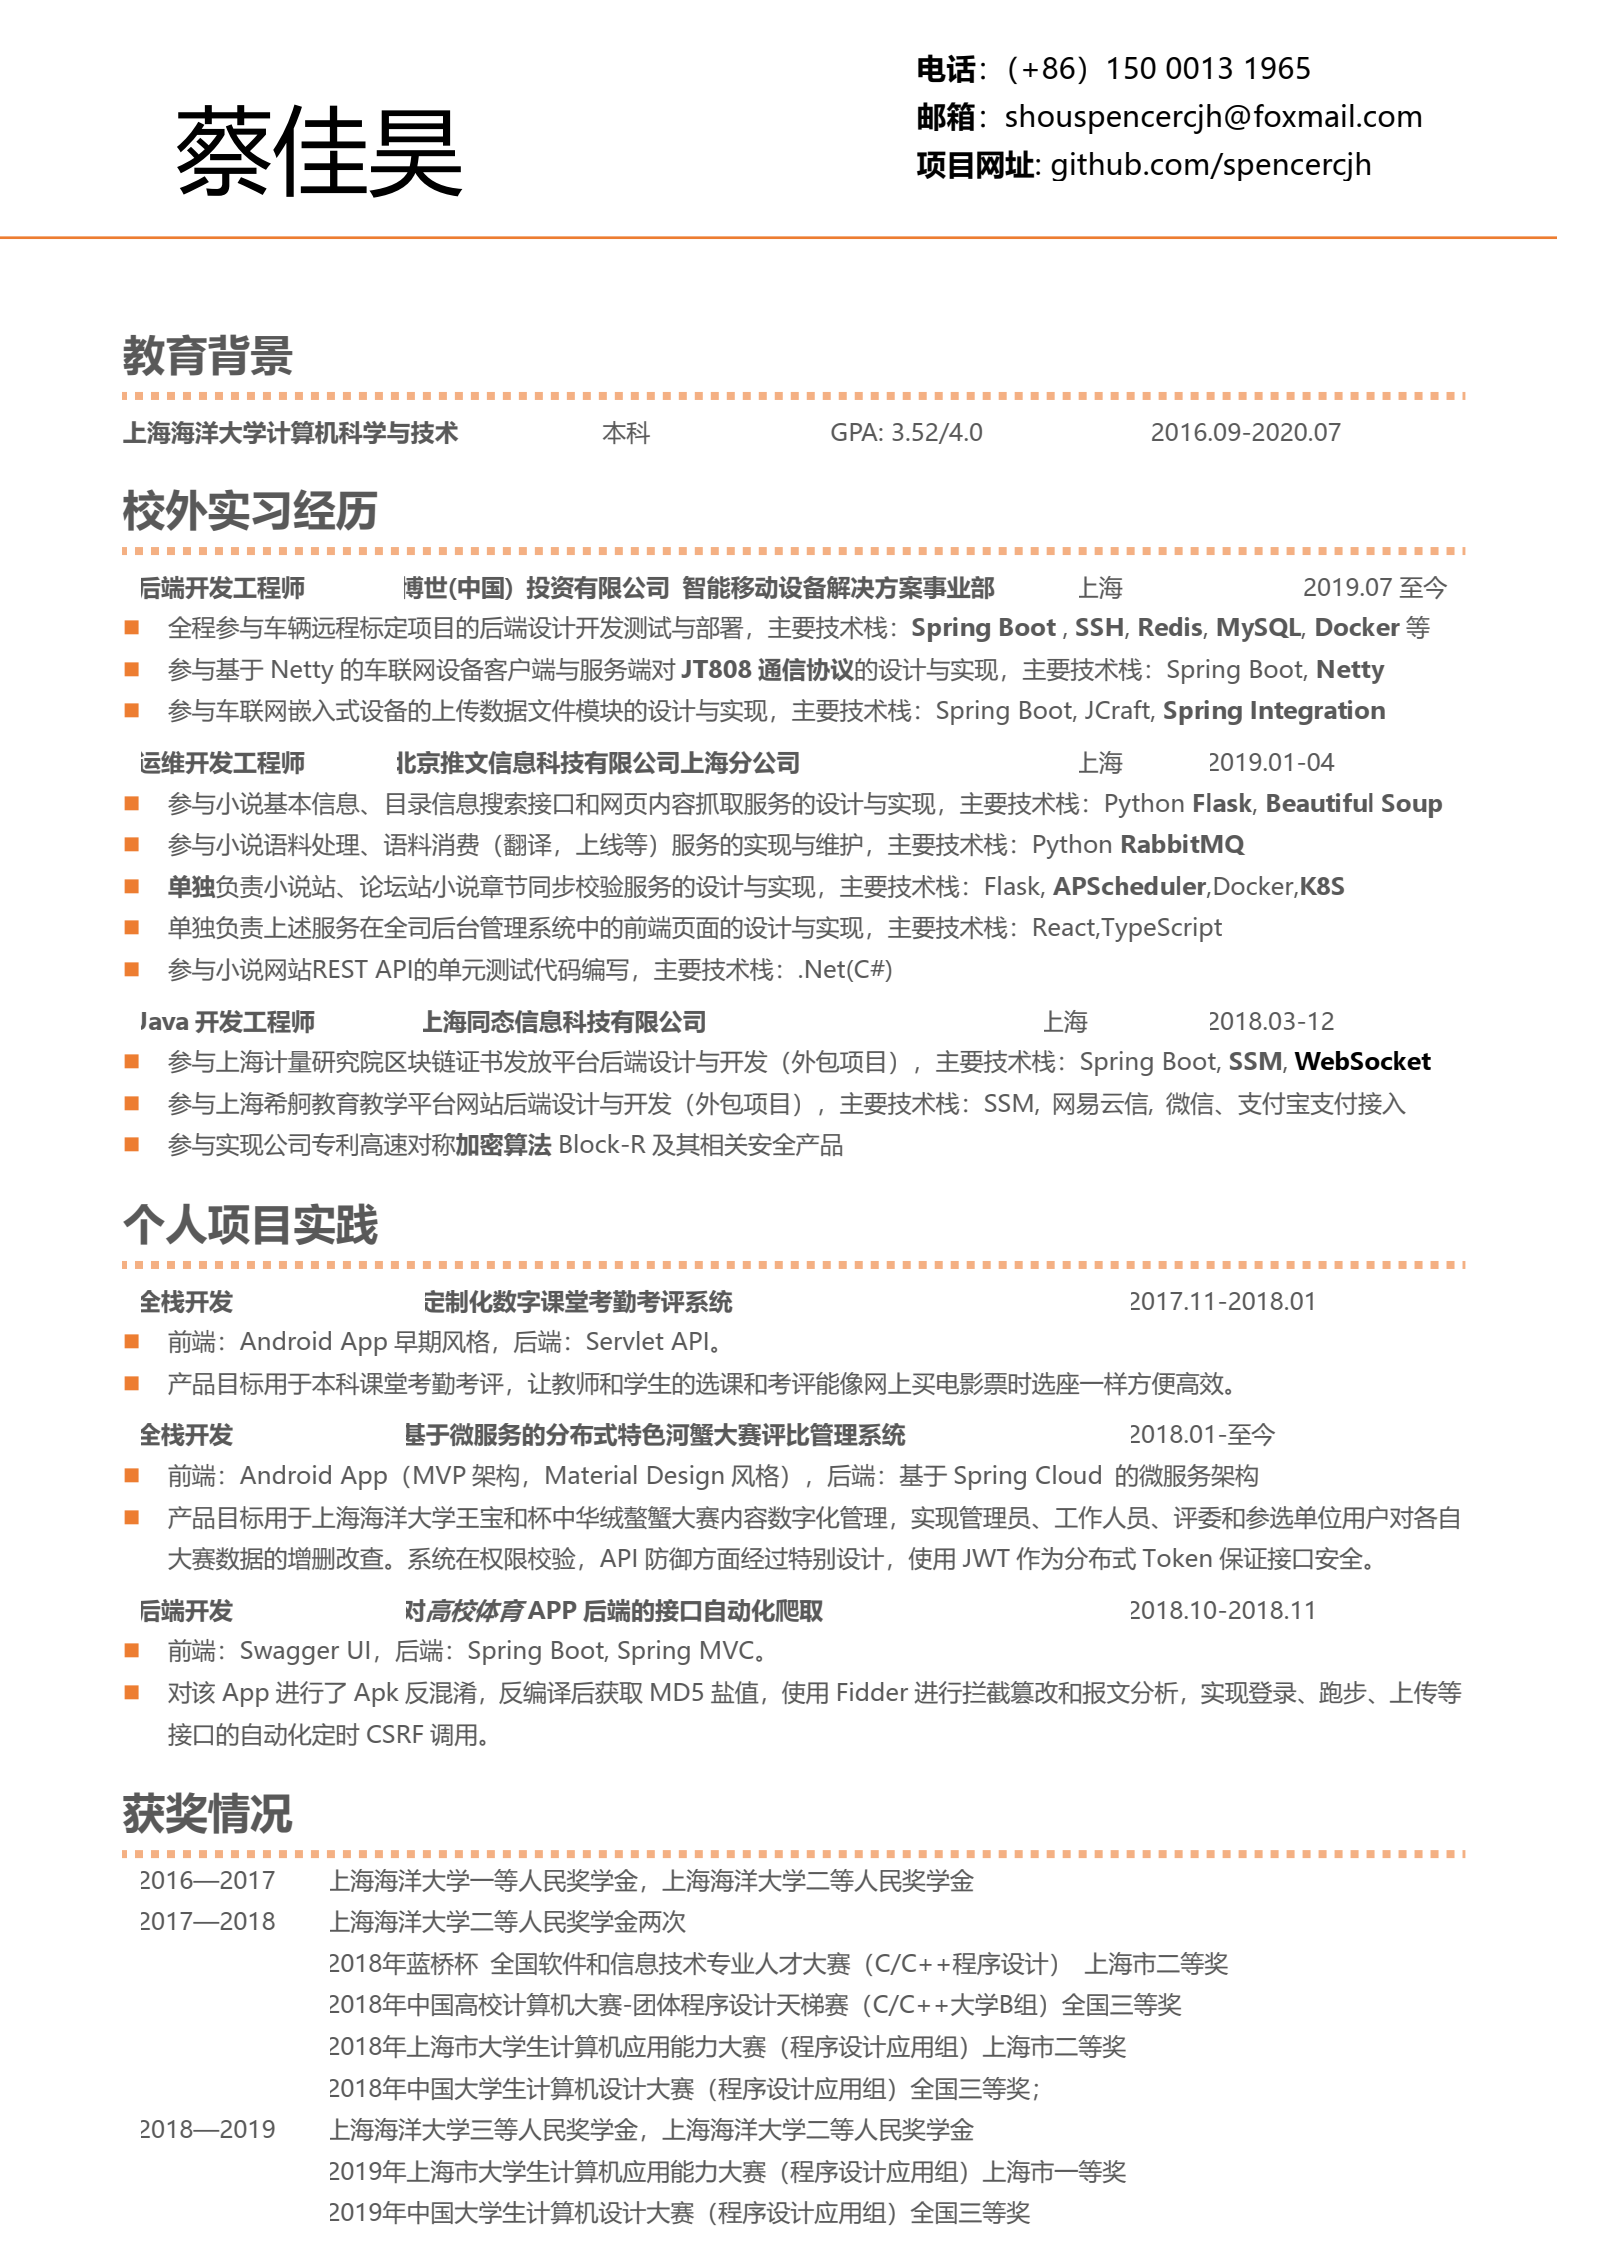 蔡佳昊
电话：（+86）150 0013 1965
邮箱：shouspencercjh@foxmail.com
项目网址: github.com/spencercjh
教育背景
上海海洋大学计算机科学与技术 本科 GPA: 3.52/4.0 2016.09-2020.07
校外实习经历
后端开发工程师 博世(中国) 投资有限公司 智能移动设备解决方案事业部 上海 2019.07 至今
全程参与车辆远程标定项目的后端设计开发测试与部署，主要技术栈：Spring Boot , SSH, Redis, MySQL, Docker 等
参与基于 Netty 的车联网设备客户端与服务端对 JT808 通信协议的设计与实现，主要技术栈：Spring Boot, Netty
参与车联网嵌入式设备的上传数据文件模块的设计与实现，主要技术栈：Spring Boot, JCraft, Spring Integration
运维开发工程师 北京推文信息科技有限公司上海分公司 上海 2019.01-04
参与小说基本信息、目录信息搜索接口和网页内容抓取服务的设计与实现，主要技术栈：Python Flask, Beautiful Soup
参与小说语料处理、语料消费（翻译，上线等）服务的实现与维护，主要技术栈：Python RabbitMQ
单独负责小说站、论坛站小说章节同步校验服务的设计与实现，主要技术栈：Flask, APScheduler,Docker,K8S
单独负责上述服务在全司后台管理系统中的前端页面的设计与实现，主要技术栈：React,TypeScript
参与小说网站REST API的单元测试代码编写，主要技术栈：.Net(C#)
Java 开发工程师 上海同态信息科技有限公司 上海 2018.03-12
参与上海计量研究院区块链证书发放平台后端设计与开发（外包项目），主要技术栈：Spring Boot, SSM, WebSocket
参与上海希舸教育教学平台网站后端设计与开发（外包项目），主要技术栈：SSM, 网易云信, 微信、支付宝支付接入
参与实现公司专利高速对称加密算法 Block-R 及其相关安全产品
个人项目实践
全栈开发 定制化数字课堂考勤考评系统 2017.11-2018.01
前端：Android App 早期风格，后端：Servlet API。
产品目标用于本科课堂考勤考评，让教师和学生的选课和考评能像网上买电影票时选座一样方便高效。
全栈开发 基于微服务的分布式特色河蟹大赛评比管理系统 2018.01-至今
前端：Android App（MVP 架构，Material Design 风格），后端：基于 Spring Cloud 的微服务架构
产品目标用于上海海洋大学王宝和杯中华绒螯蟹大赛内容数字化管理，实现管理员、工作人员、评委和参选单位用户对各自
大赛数据的增删改查。系统在权限校验，API 防御方面经过特别设计，使用 JWT 作为分布式 Token 保证接口安全。
后端开发 对高校体育 APP 后端的接口自动化爬取 2018.10-2018.11
前端：Swagger UI，后端：Spring Boot, Spring MVC。
对该 App 进行了 Apk 反混淆，反编译后获取 MD5 盐值，使用 Fidder 进行拦截篡改和报文分析，实现登录、跑步、上传等
接口的自动化定时 CSRF 调用。
获奖情况
2016—2017 上海海洋大学一等人民奖学金，上海海洋大学二等人民奖学金
2017—2018 上海海洋大学二等人民奖学金两次
2018年蓝桥杯 全国软件和信息技术专业人才大赛（C/C++程序设计） 上海市二等奖
2018年中国高校计算机大赛-团体程序设计天梯赛（C/C++大学B组）全国三等奖
2018年上海市大学生计算机应用能力大赛（程序设计应用组）上海市二等奖
2018年中国大学生计算机设计大赛（程序设计应用组）全国三等奖；
2018—2019 上海海洋大学三等人民奖学金，上海海洋大学二等人民奖学金
2019年上海市大学生计算机应用能力大赛（程序设计应用组）上海市一等奖
2019年中国大学生计算机设计大赛（程序设计应用组）全国三等奖